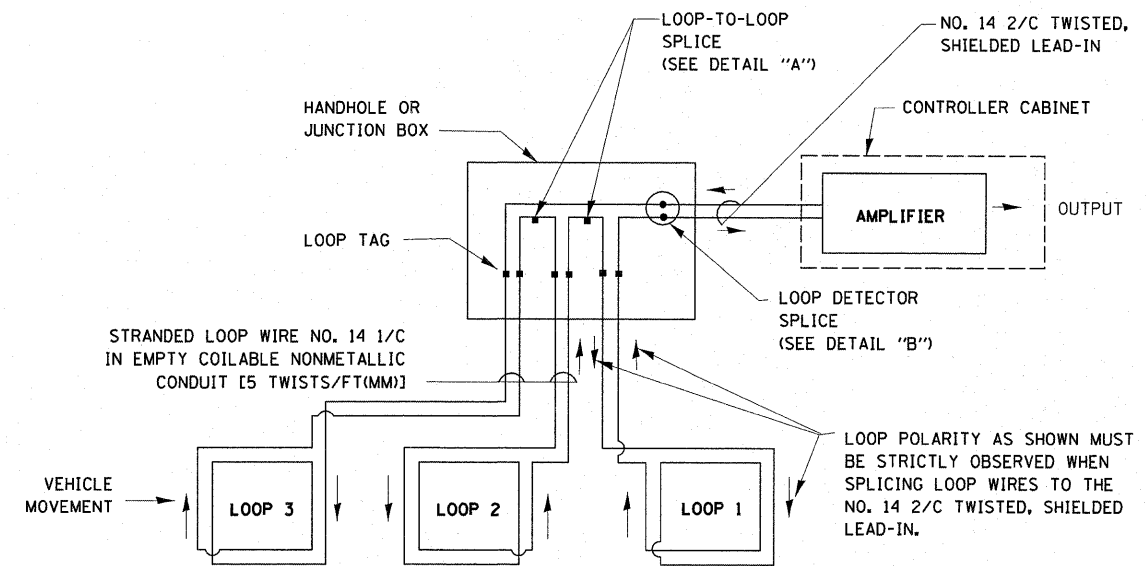 LOOP-TO-LOOP
SPLICE
(SEE DETAIL "A")
NO. 14 2/C TWISTED,
SHIELDED LEAD-IN
HANDHOLE OR
JUNCTION BOX
CONTROLLER CABINET
AMPLIFIER
OUTPUT
LOOP TAG
LOOP DETECTOR
SPLICE
(SEE DETAIL "B")
STRANDED LOOP WIRE NO. 14 1/C
IN EMPTY COILABLE NONMETALLIC
CONDUIT [5 TWISTS/FT(MM)]
LOOP POLARITY AS SHOWN MUST
BE STRICTLY OBSERVED WHEN
SPLICING LOOP WIRES TO THE
NO. 14 2/C TWISTED, SHIELDED
LEAD-IN.
VEHICLE
MOVEMENT
LOOP 3
LOOP 2
LOOP 1